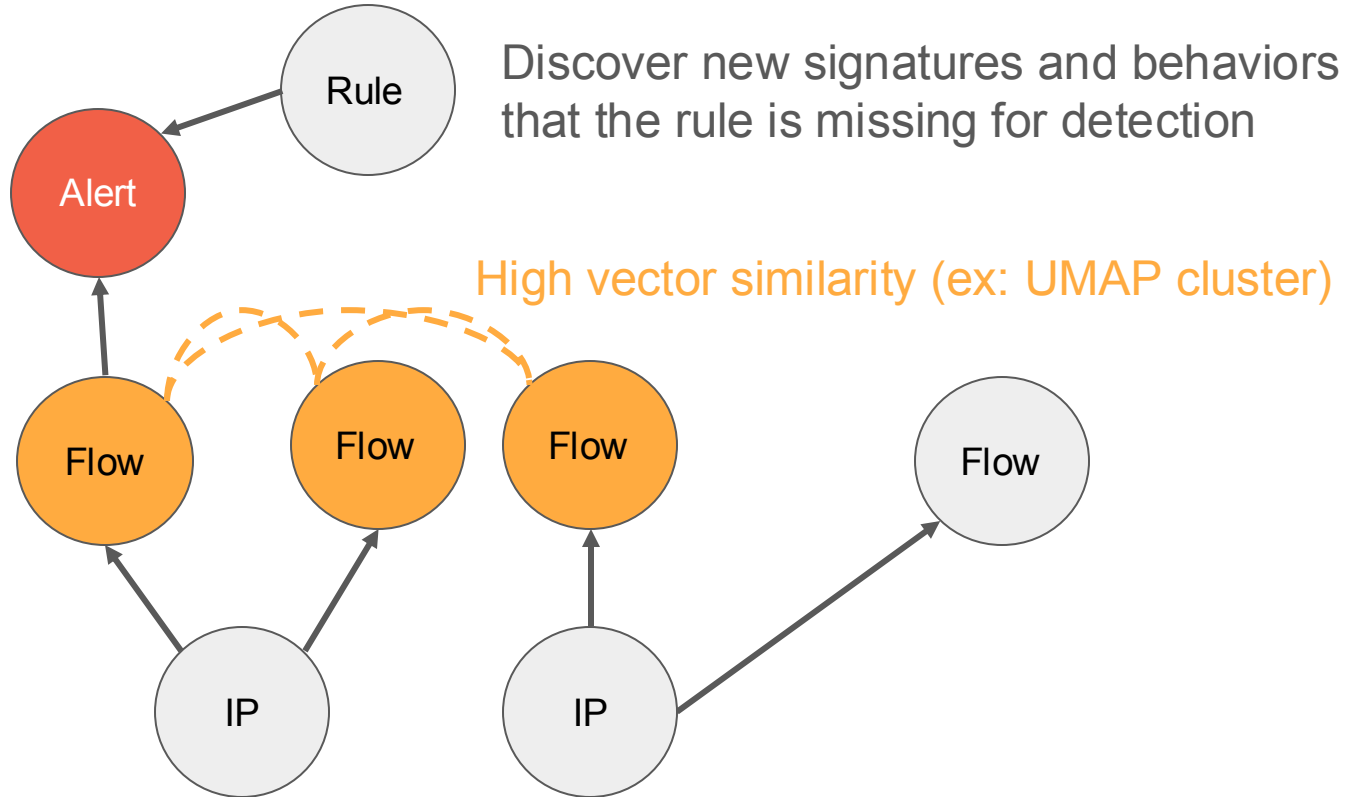 Rule
Discover new signatures and behaviors
that the rule is missing for detection
Alert
High vector similarity (ex: UMAP cluster)
Flow
Flow
Flow
Flow
IP
IP